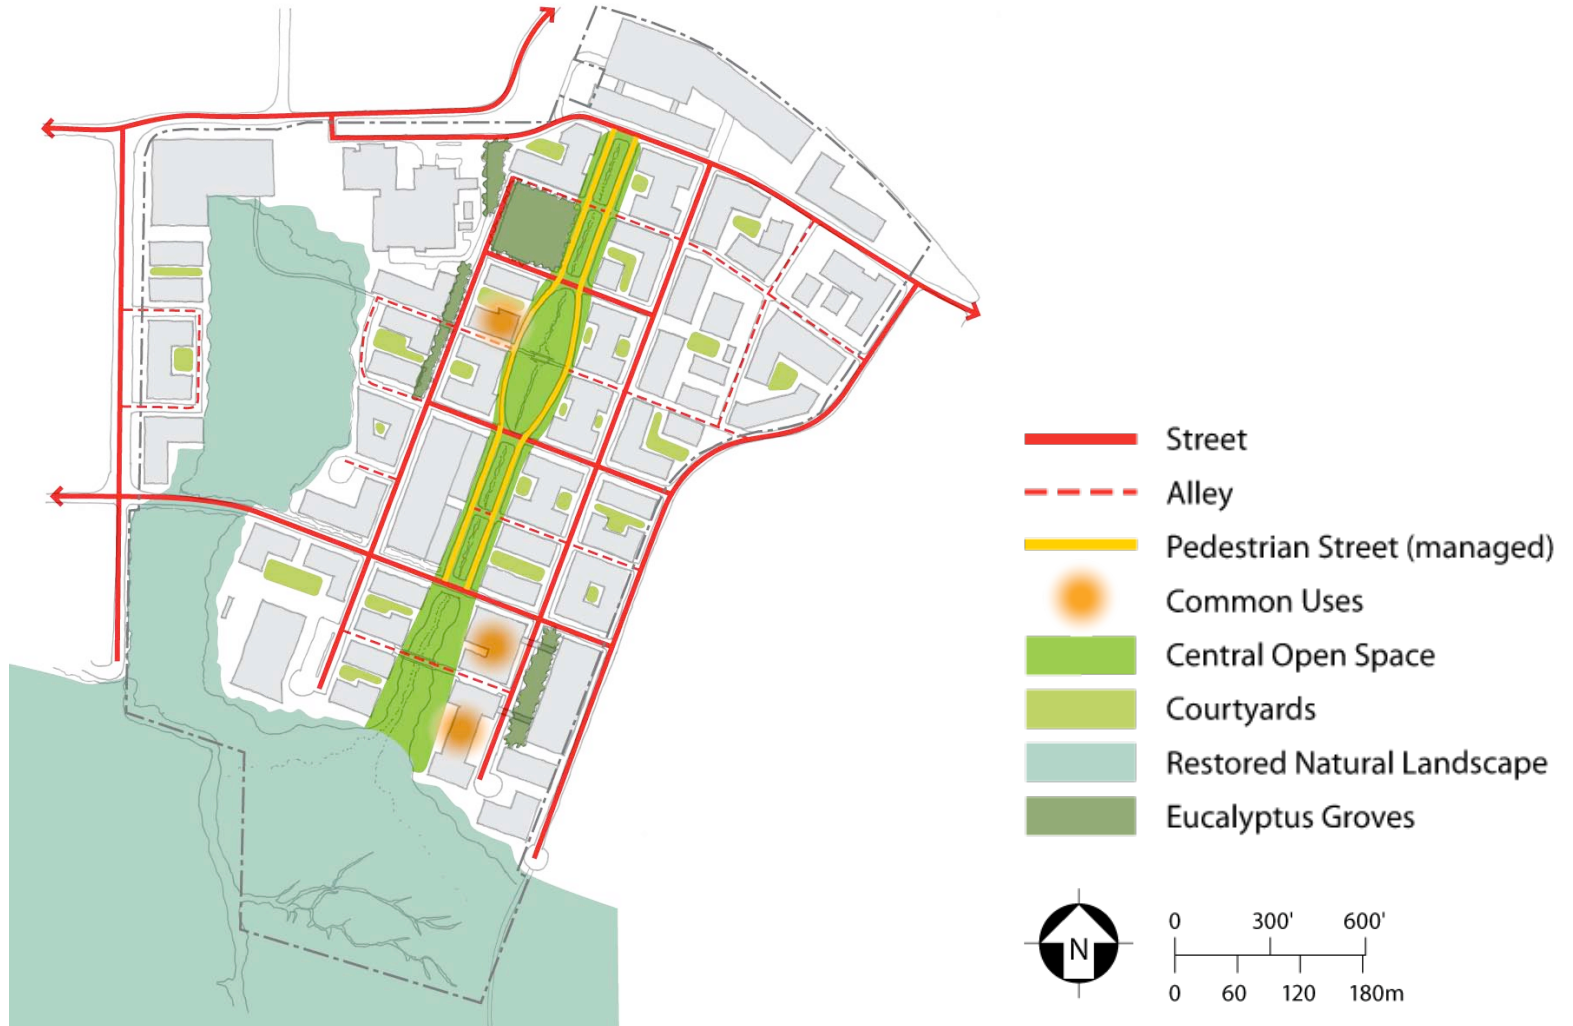 Street
Alley
Pedestrian Street (managed)
Common Uses
Central Open Space
Courtyards
Restored Natural Landscape
Eucalyptus Groves
N
0 300' 600'
0 60 120 180m